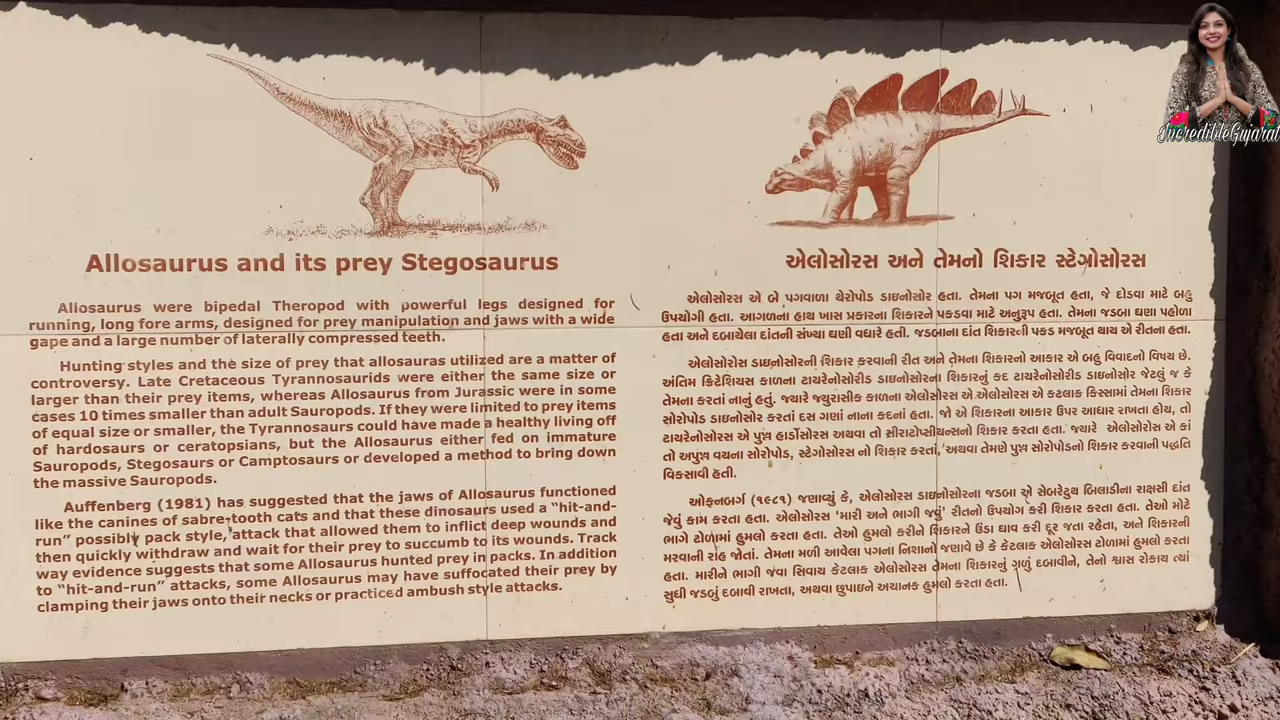 Allosaurus and its prey Stegosaurus
Allosaurus were bipedal Theropod with powerful legs designed for
running, long fore arms, designed for prey manipulation and jaws with a wide
gape and a large number of laterally compressed teeth.
Hunting styles and the size of prey that allosauras utilized are a matter of
controversy. Late Cretaceous Tyrannosaurids were either the same size or
larger than their prey items, whereas Allosaurus from Jurassic were in some
cases 10 times smaller than adult Sauropods. If they were limited to prey items
of equal size or smaller, the Tyrannosaurs could have made a healthy living off
of hardosaurs or ceratopsians, but the Allosaurus either fed on immature
Sauropods, Stegosaurs or Camptosaurs or developed a method to bring down
the massive Sauropods.
Auffenberg (1981) has suggested that the jaws of Allosaurus functioned
like the canines of sabre-tooth cats and that these dinosaurs used a “hit-and-
run” possibly pack style, attack that allowed them to inflict deep wounds and
then quickly withdraw and wait for their prey to succumb to its wounds. Track
way evidence suggests that some Allosaurus hunted prey in packs. In addition
to “hit-and-run” attacks, some Allosaurus may have suffocated their prey by
clamping their jaws onto their necks or practiced ambush style attacks.
એલોસોરસ અને તેમનો શિકાર સ્ટેગોસોરસ
એલોસોરસ એ બે પગવાળા થેરોપોડ ડાઇનોસોર હતા. તેમના પગ મજબૂત હતા, જે દોડવા માટે બહુ
ઉપયોગી હતા. આગળના હાથ ખાસ પ્રકારના શિકારને પકડવા માટે અનુરૂપ હતા. તેમના જડબા ઘણા પહોળા
હતા અને દબાયેલા દાંતની સંખ્યા ઘણી વધારે હતી. જડબાના દાંત શિકારની પકડ મજબૂત થાય એ રીતના હતા.
એલોસોરોસ ડાઇનોસોરની શિકાર કરવાની રીત અને તેમના શિકારનો આકાર એ બહુ વિવાદનો વિષય છે.
અંતિમ ક્રિટેશિયસ કાળના ટાયરેનોસોરીડ ડાઇનોસોર ના શિકારનું કદ ટાયરેનોસોરીડ ડાઇનોસોર જેટલું જ કે
તેમના કરતાં નાનું હતું. જ્યારે જયુરાસીક કાળના એલોસોરસ એ.એલોસોરસ એ કટલાક કિસ્સામાં તેમના શિકાર
સોરોપોડ ડાઇનોસોર કરતાં દસ ગણાં નાના કદનાં હતા. જો એ શિકારના આકાર ઉપર આધાર રાખતા હોય, તો
ટાયરેનોસોરસ એ પુખ્ત હાર્ડોસોરસ અથવા તો સીરાટોપ્સીયન્સનો શિકાર કરતા હતા. જ્યારે એલોસોરોસ એ કાં
તો અપુખ્ત વયના સોરોપોડ, સ્ટેગોસોરસ નો શિકાર કરતાં, અથવા તેમણે પુખ્ત સોરોપોડનો શિકાર કરવાની પદ્ધતિ
વિકસાવી હતી.
ઓફનબર્ગ (૧૯૮૧) જણાવ્યું કે, એલોસોરસ ડાઇનોસોરના જડબા એ સેબરેટુથ બિલાડીના રાક્ષસી દાંત
જેવું કામ કરતા હતા. એલોસોરસ ‘મારી અને ભાગી જવું’ રીતનો ઉપયોગ કરી શિકાર કરતા હતા. તેઓ મોટે
ભાગે ટોળામાં હુમલો કરતા હતા. તેઓ હુમલો કરીને શિકારને ઉંડા ઘાવ કરી દૂર જતા રહેતા, અને શિકારની
મરવાની રાહ જોતાં. તેમના મળી આવેલા પગના નિશાનો જણાવે છે કે કેટલાક એલોસોરસ ટોળામાં હુમલો કરતા
હતા. મારીને ભાગી જવા સિવાય કેટલાક એલોસોરસ તેમના શિકારનું ગળું દબાવીને, તેનો શ્વાસ રોકાય ત્યાં
સુધી જડબું દબાવી રાખતા, અથવા છુપાઇને અચાનક હુમલો કરતા હતા.
IncredibleGujarat